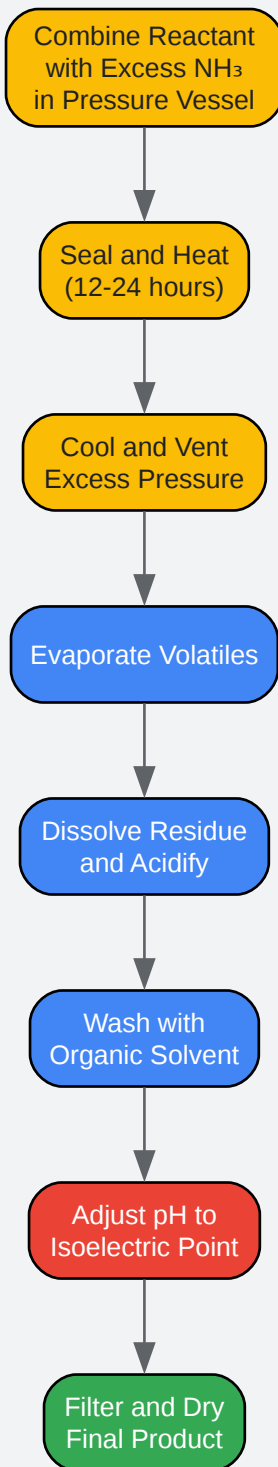 Combine Reactant
with Excess NH₃
in Pressure Vessel
Seal and Heat
(12-24 hours)
Cool and Vent
Excess Pressure
Evaporate Volatiles
Dissolve Residue
and Acidify
Wash with
Organic Solvent
Adjust pH to
Isoelectric Point
Filter and Dry
Final Product